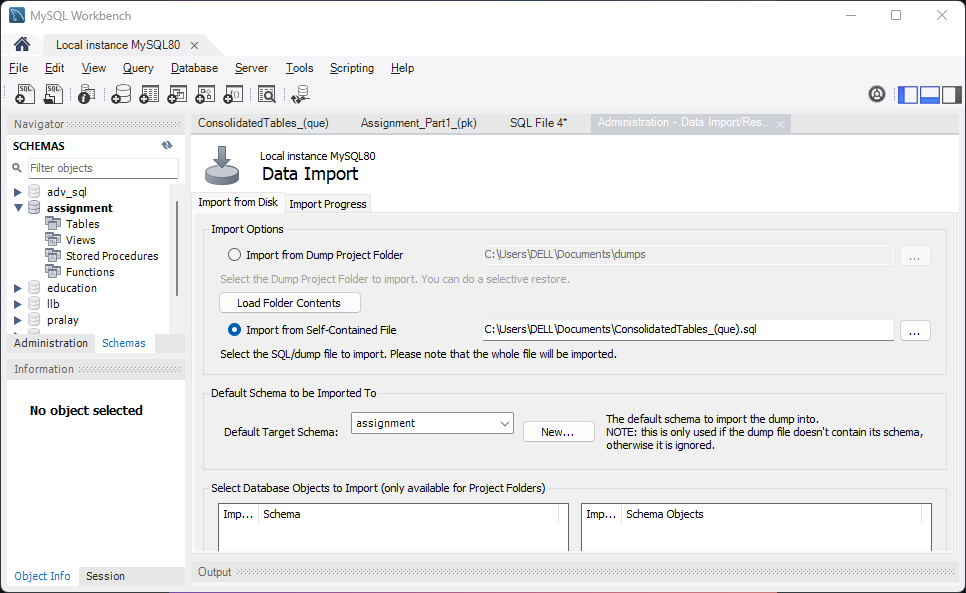 MySQL Workbench
Local instance MySQL80
File Edit View Query Database Server Tools Scripting Help
SQL SQL
Navigator
SCHEMAS
Filter objects
adv_sql
assignment
Tables
Views
Stored Procedures
Functions
education
llb
pralay
Administration Schemas
Information
No object selected
Object Info Session
ConsolidatedTables_(que) Assignment_Part1_(pk) SQL File 4* Administration - Data Import/Res...
Local instance MySQL80
Data Import
Import from Disk Import Progress
Import Options
Import from Dump Project Folder C:\Users\DELL\Documents\dumps ...
Select the Dump Project Folder to import. You can do a selective restore.
Load Folder Contents
Import from Self-Contained File C:\Users\DELL\Documents\ConsolidatedTables_(que).sql ...
Select the SQL/dump file to import. Please note that the whole file will be imported.
Default Schema to be Imported To
Default Target Schema: assignment New...
The default schema to import the dump into.
NOTE: this is only used if the dump file doesn't contain its schema,
otherwise it is ignored.
Select Database Objects to Import (only available for Project Folders)
Imp... Schema Imp... Schema Objects
Output